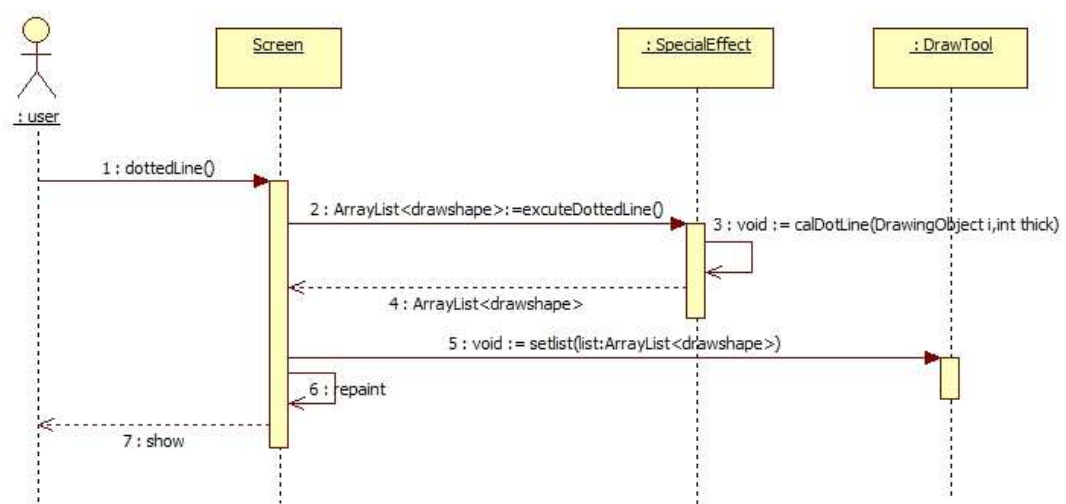 Screen
: SpecialEffect
: DrawTool
: user
1 : dottedLine()
2 : ArrayList<drawshape>:=excuteDottedLine()
3 : void := calDotLine(DrawingObject i,int thick)
4 : ArrayList<drawshape>
5 : void := setlist(list:ArrayList<drawshape>)
6 : repaint
7 : show